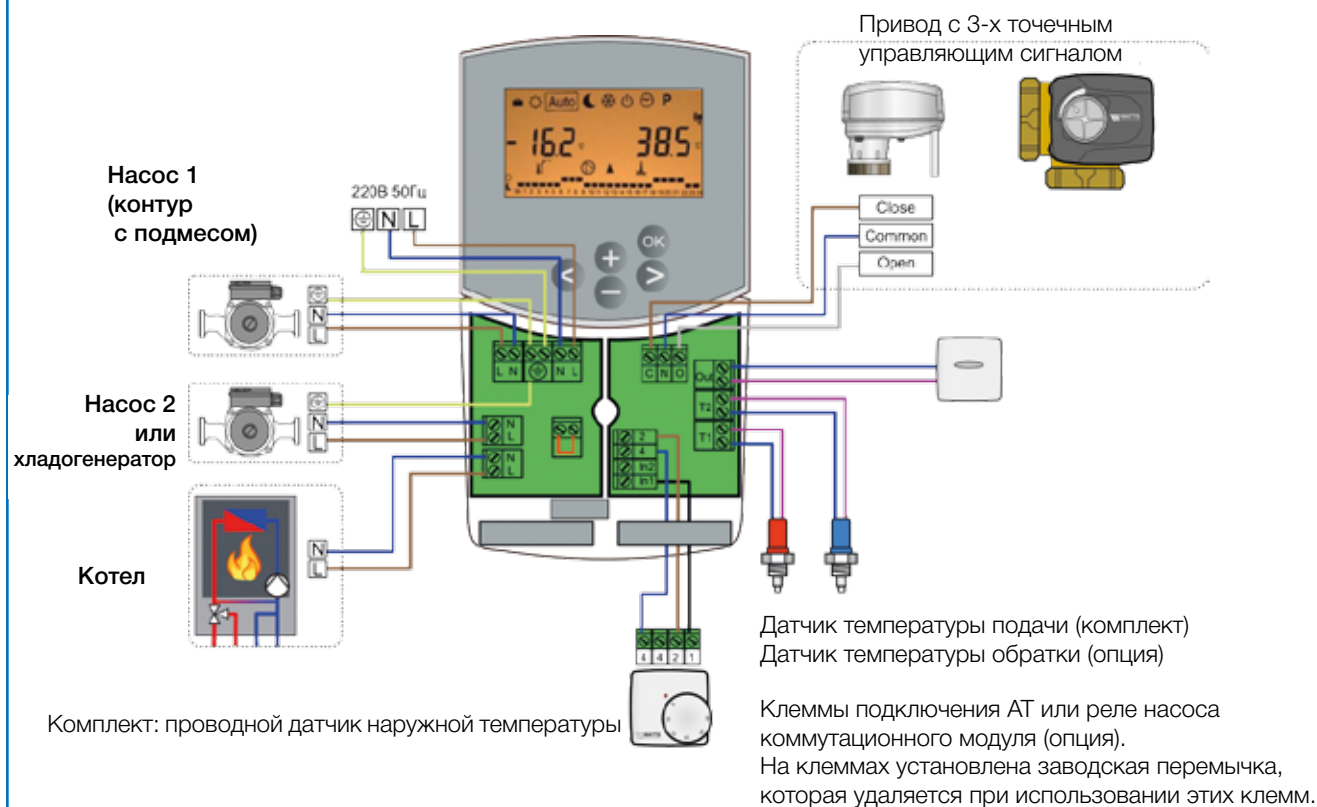 Привод с 3-х точечным
управляющим сигналом
Auto
P
- 16.2
38.5
Насос 1
(контур
с подмесом)
220В 50Гц
N L
OK
Close
Common
Open
N
L
L N
N L
C N O
Out
T2
T1
Насос 2
или
хладогенератор
N
L
N
L
N
L
2
4
In2
In1
Котел
N
L
4 4 2 1
Датчик температуры подачи (комплект)
Датчик температуры обратки (опция)
Комплект: проводной датчик наружной температуры
Клеммы подключения АТ или реле насоса
коммутационного модуля (опция).
На клеммах установлена заводская перемычка,
которая удаляется при использовании этих клемм.